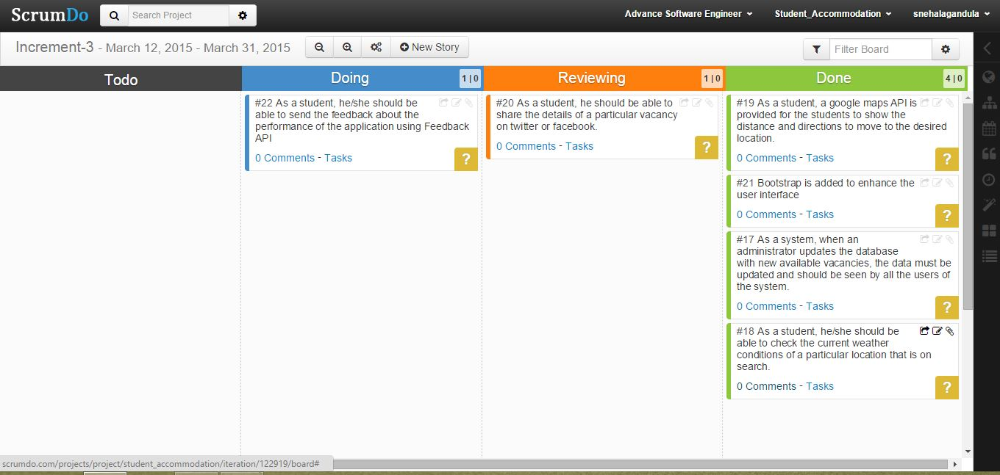 ScrumDo Search Project Advance Software Engineer Student_Accommodation snehalagandula
Increment-3 - March 12, 2015 - March 31, 2015 New Story Filter Board
Todo Doing 1|0 Reviewing 1|0 Done 4|0
#22 As a student, he/she should be
able to send the feedback about the
performance of the application using Feedback
API
0 Comments - Tasks
?
#20 As a student, he should be able to
share the details of a particular vacancy
on twitter or facebook.
0 Comments - Tasks
?
#19 As a student, a google maps API is
provided for the students to show the
distance and directions to move to the desired
location.
0 Comments - Tasks
?
#21 Bootstrap is added to enhance the
user interface
0 Comments - Tasks
?
#17 As a system, when an
administrator updates the database
with new available vacancies, the data must be
updated and should be seen by all the users of
the system.
0 Comments - Tasks
?
#18 As a student, he/she should be
able to check the current weather
conditions of a particular location that is on
search.
0 Comments - Tasks
?
scrumdo.com/projects/project/student_accommodation/iteration/122919/board#